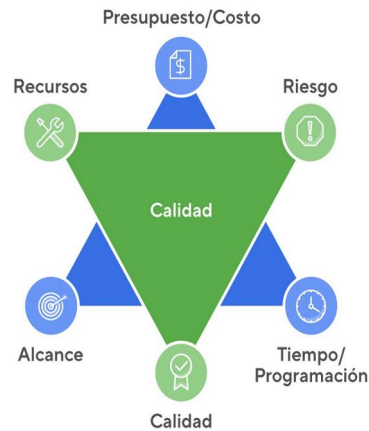 Presupuesto/Costo
Recursos
Riesgo
$
Calidad
Alcance
Tiempo/
Programación
Calidad